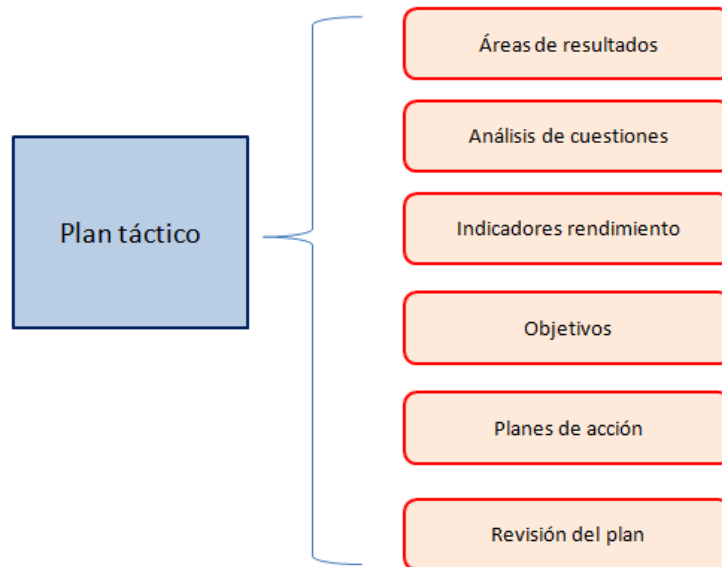 Plan táctico
Áreas de resultados
Análisis de cuestiones
Indicadores rendimiento
Objetivos
Planes de acción
Revisión del plan